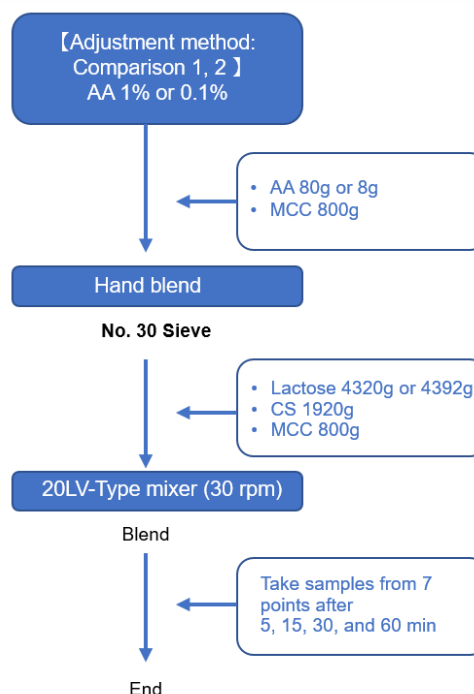 【Adjustment method:
Comparison 1, 2 】
AA 1% or 0.1%
• AA 80g or 8g
• MCC 800g
Hand blend
No. 30 Sieve
• Lactose 4320g or 4392g
• CS 1920g
• MCC 800g
20LV-Type mixer (30 rpm)
Blend
Take samples from 7
points after
5, 15, 30, and 60 min
End